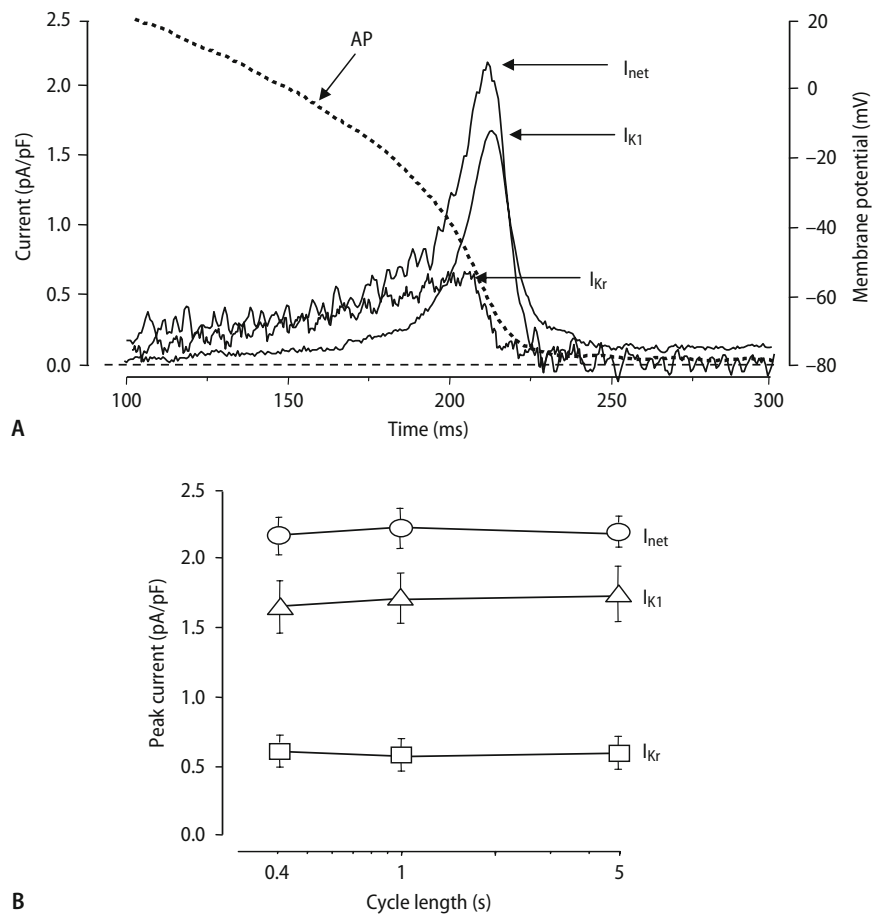 2.5
2.0
1.5
1.0
0.5
0.0
Current (pA/pF)
AP
I_net
I_K1
I_Kr
20
0
−20
−40
−60
−80
Membrane potential (mV)
100 150 200 250 300
Time (ms)
A
2.5
2.0
1.5
1.0
0.5
0.0
Peak current (pA/pF)
I_net
I_K1
I_Kr
0.4 1 5
Cycle length (s)
B